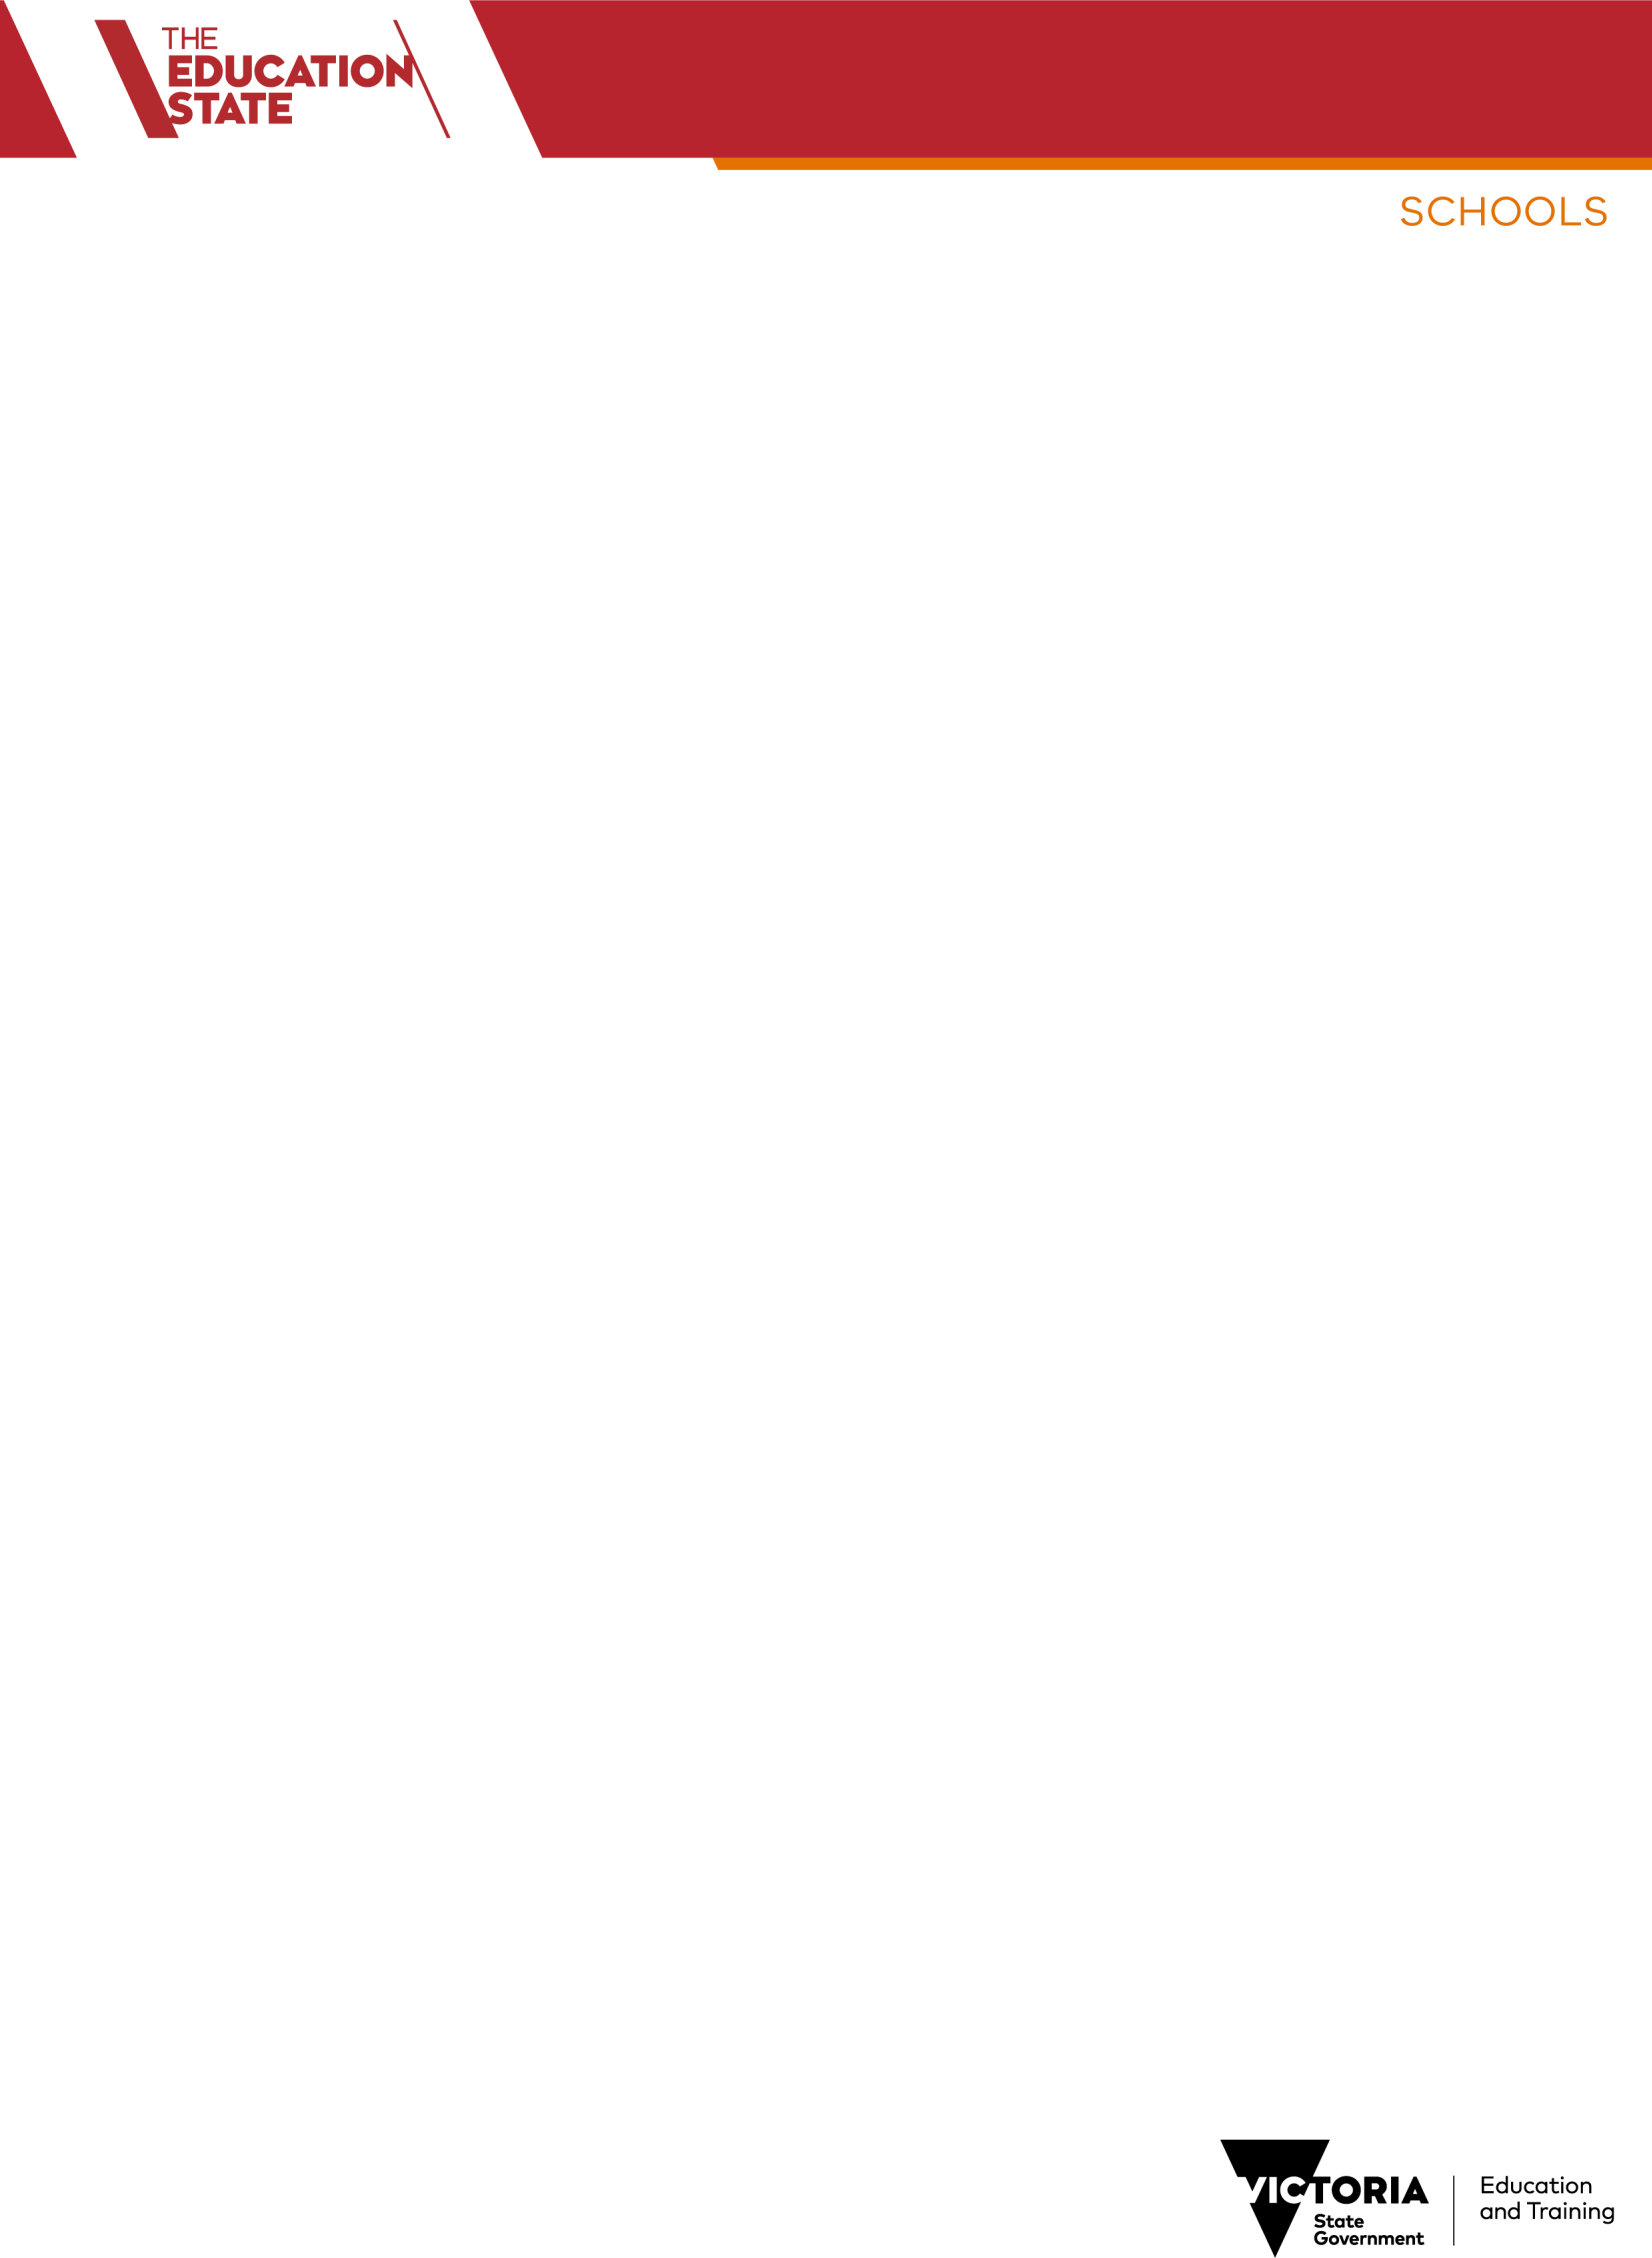 THE
EDUCATION
STATE
SCHOOLS
VICTORIA
State
Government
Education
and Training